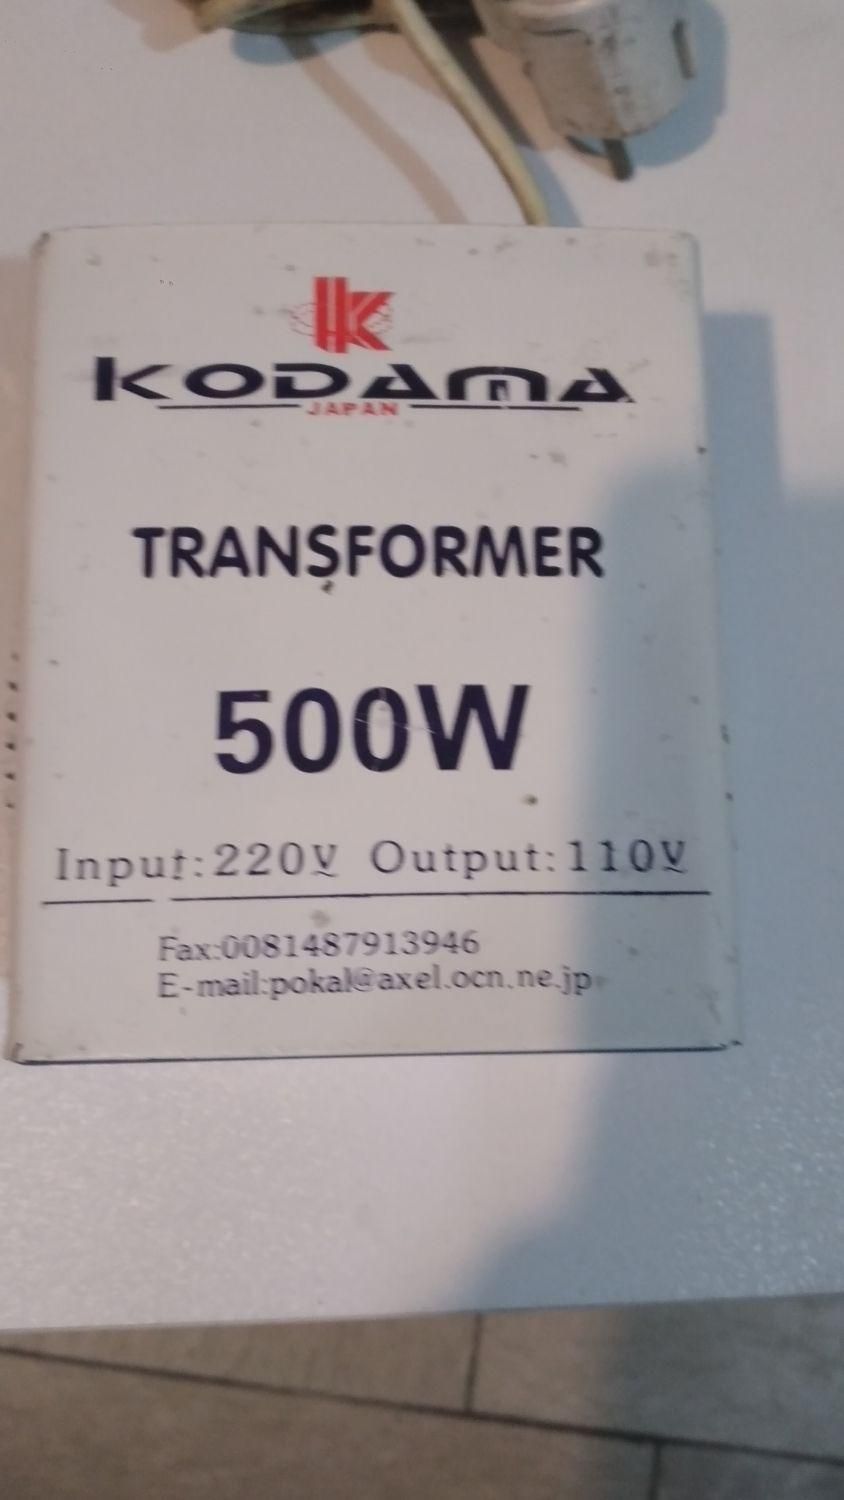 KODAMA
JAPAN
TRANSFORMER
500W
Input:220V Output:110V
Fax:0081487913946
E-mail:pokal@axel.ocn.ne.jp